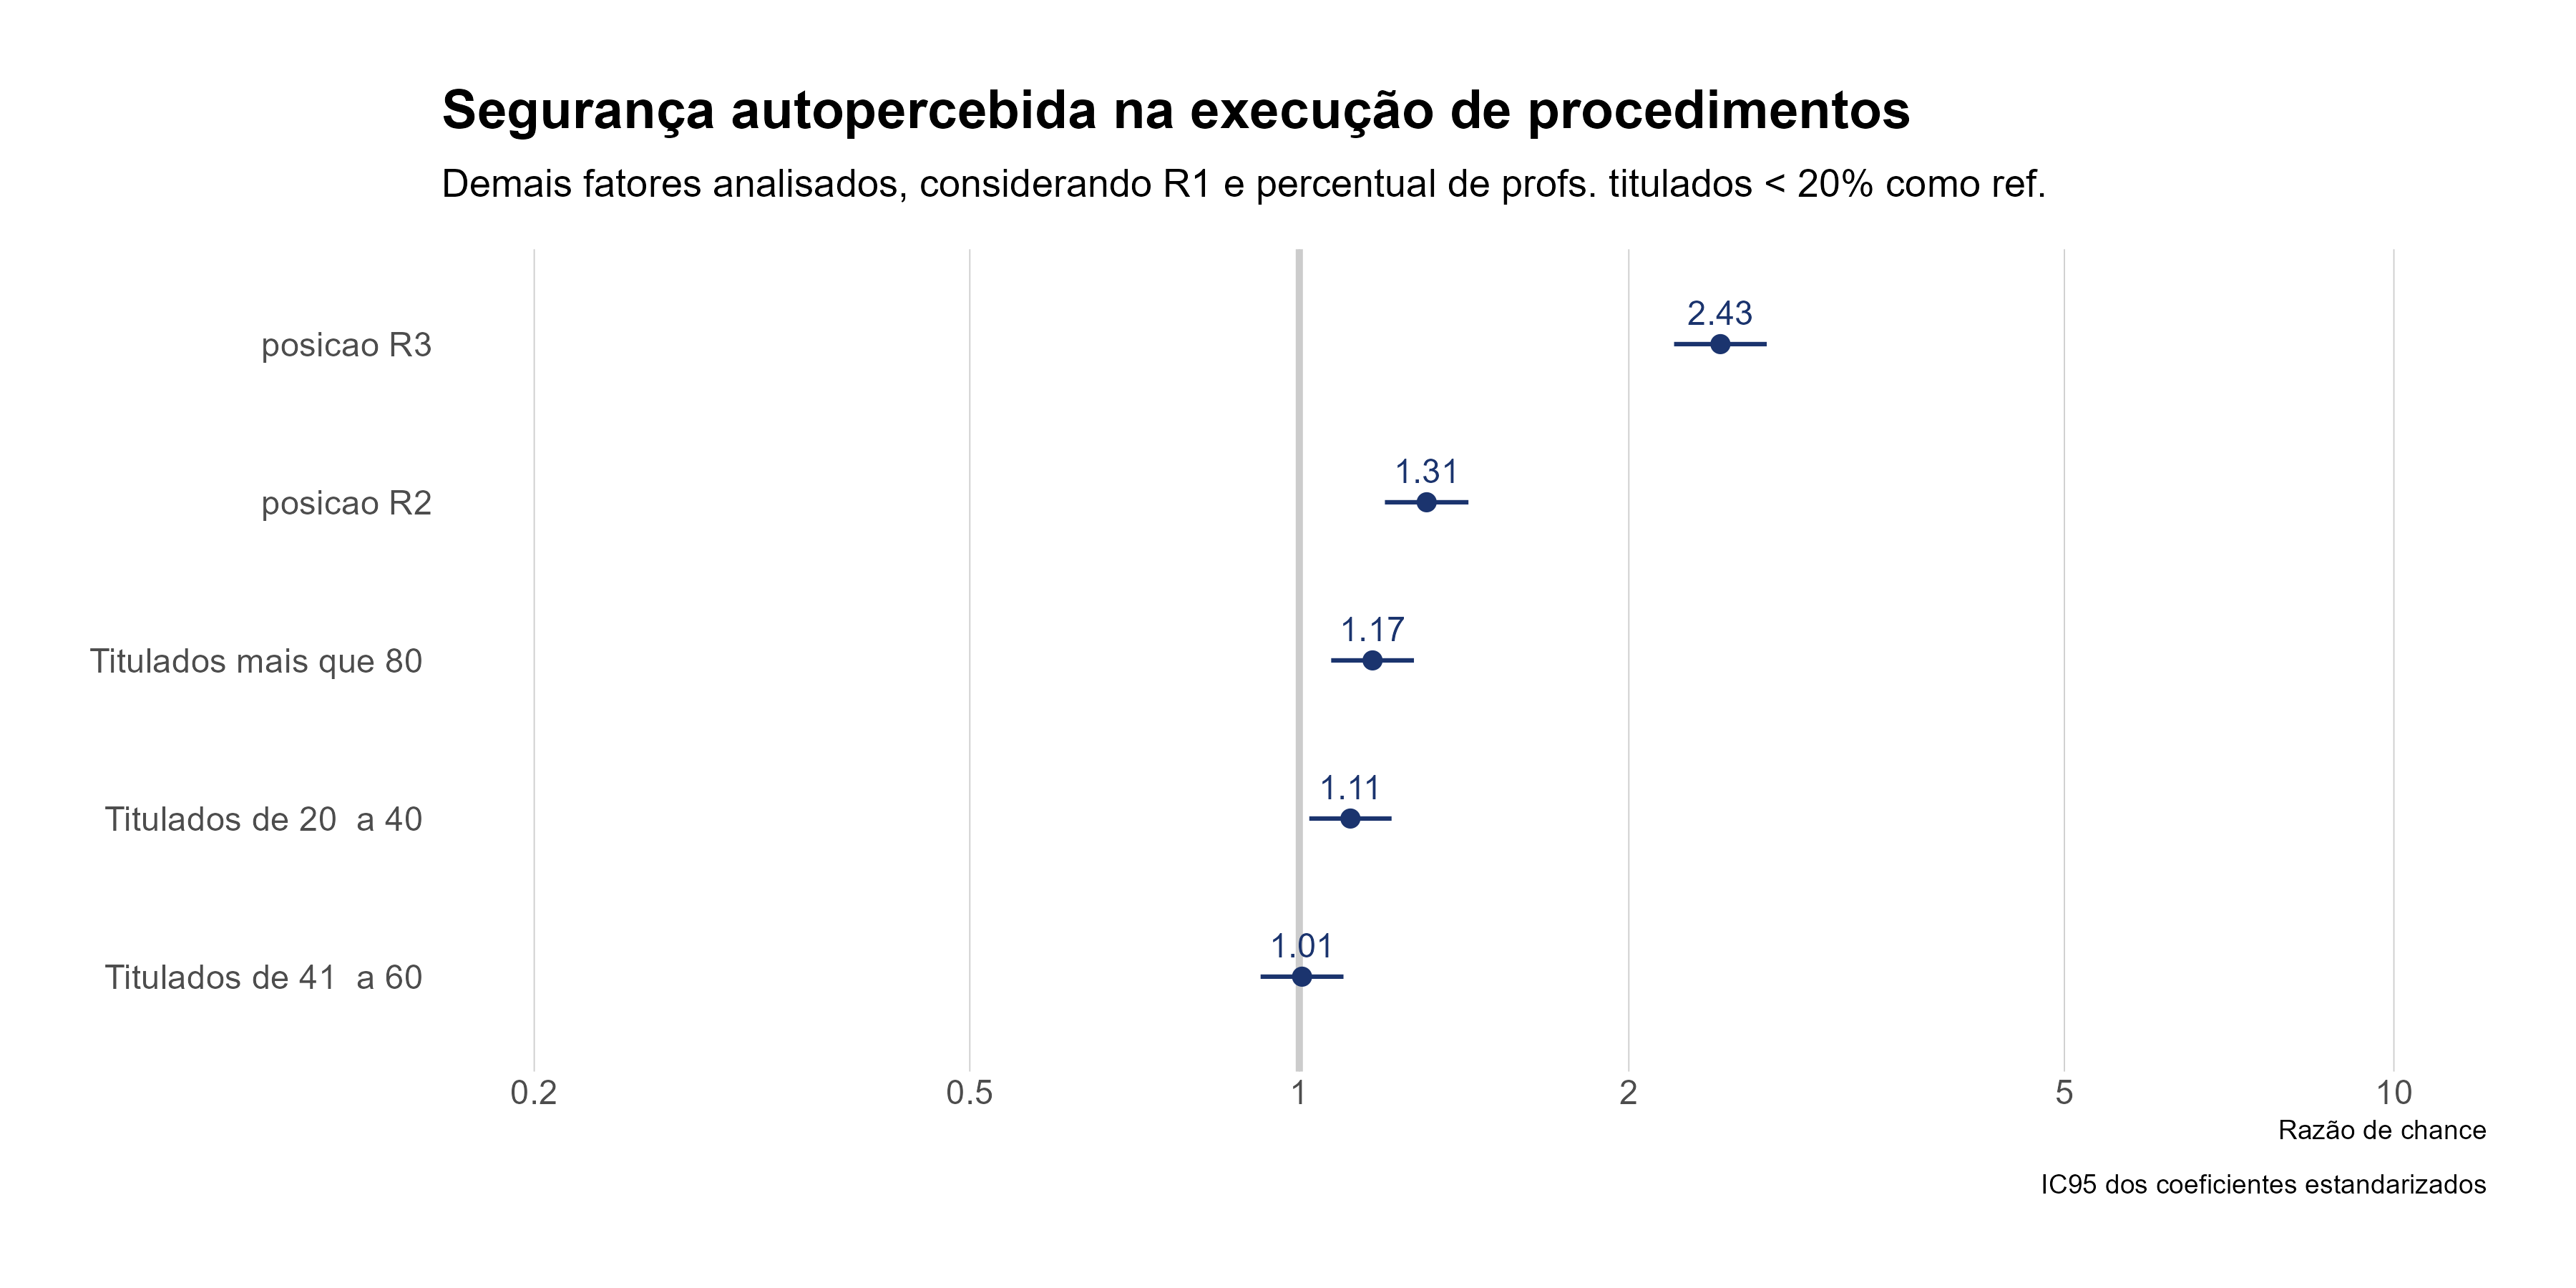 Segurança autopercebida na execução de procedimentos
Demais fatores analisados, considerando R1 e percentual de profs. titulados < 20% como ref.
posicao R3
2.43
posicao R2
1.31
Titulados mais que 80
1.17
Titulados de 20  a 40
1.11
Titulados de 41  a 60
1.01
0.2 0.5 1 2 5 10
Razão de chance
IC95 dos coeficientes estandarizados